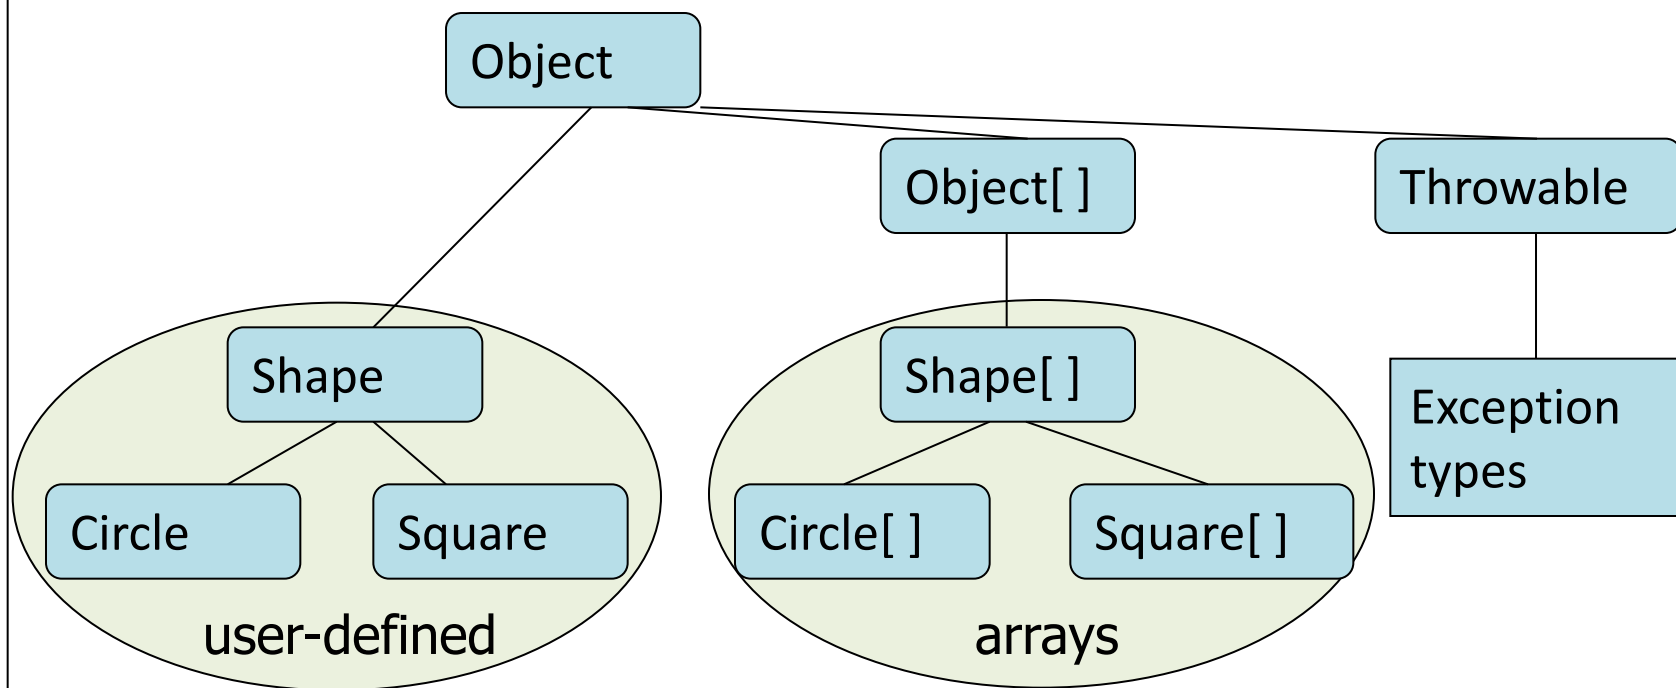 Object
Object[ ]
Throwable
Shape
Shape[ ]
Exception
types
Circle
Square
Circle[ ]
Square[ ]
user-defined
arrays